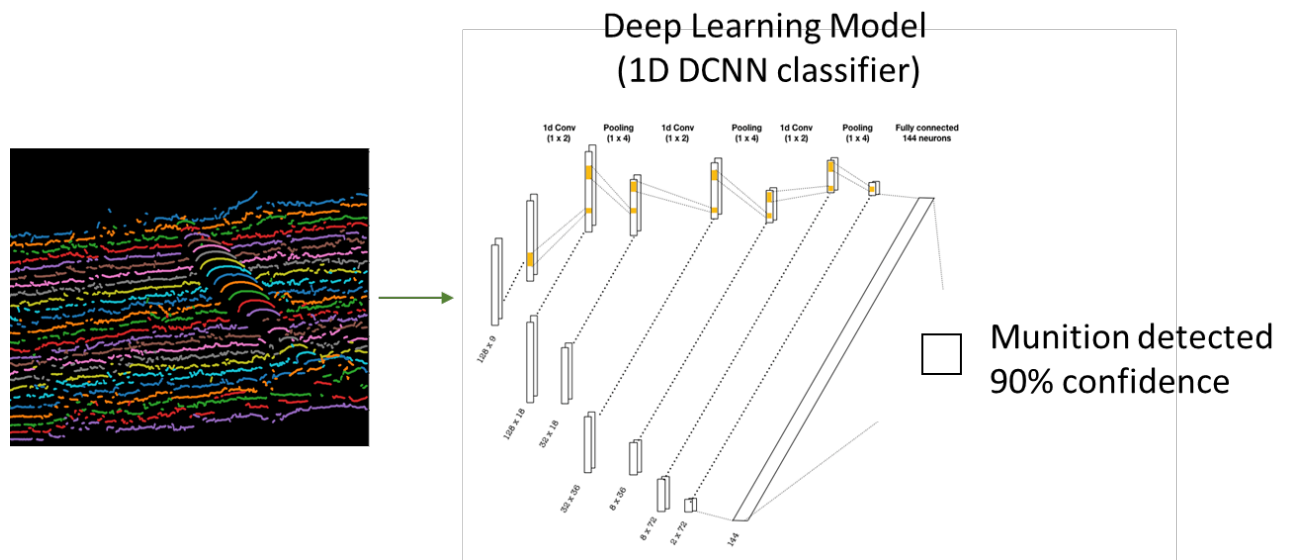 Deep Learning Model
(1D DCNN classifier)
1d Conv
(1 x 2)
Pooling
(1 x 4)
1d Conv
(1 x 2)
Pooling
(1 x 4)
1d Conv
(1 x 2)
Pooling
(1 x 4)
Fully connected
144 neurons
128 x 9
128 x 18
32 x 18
32 x 36
8 x 36
8 x 72
2 x 72
144
Munition detected
90% confidence